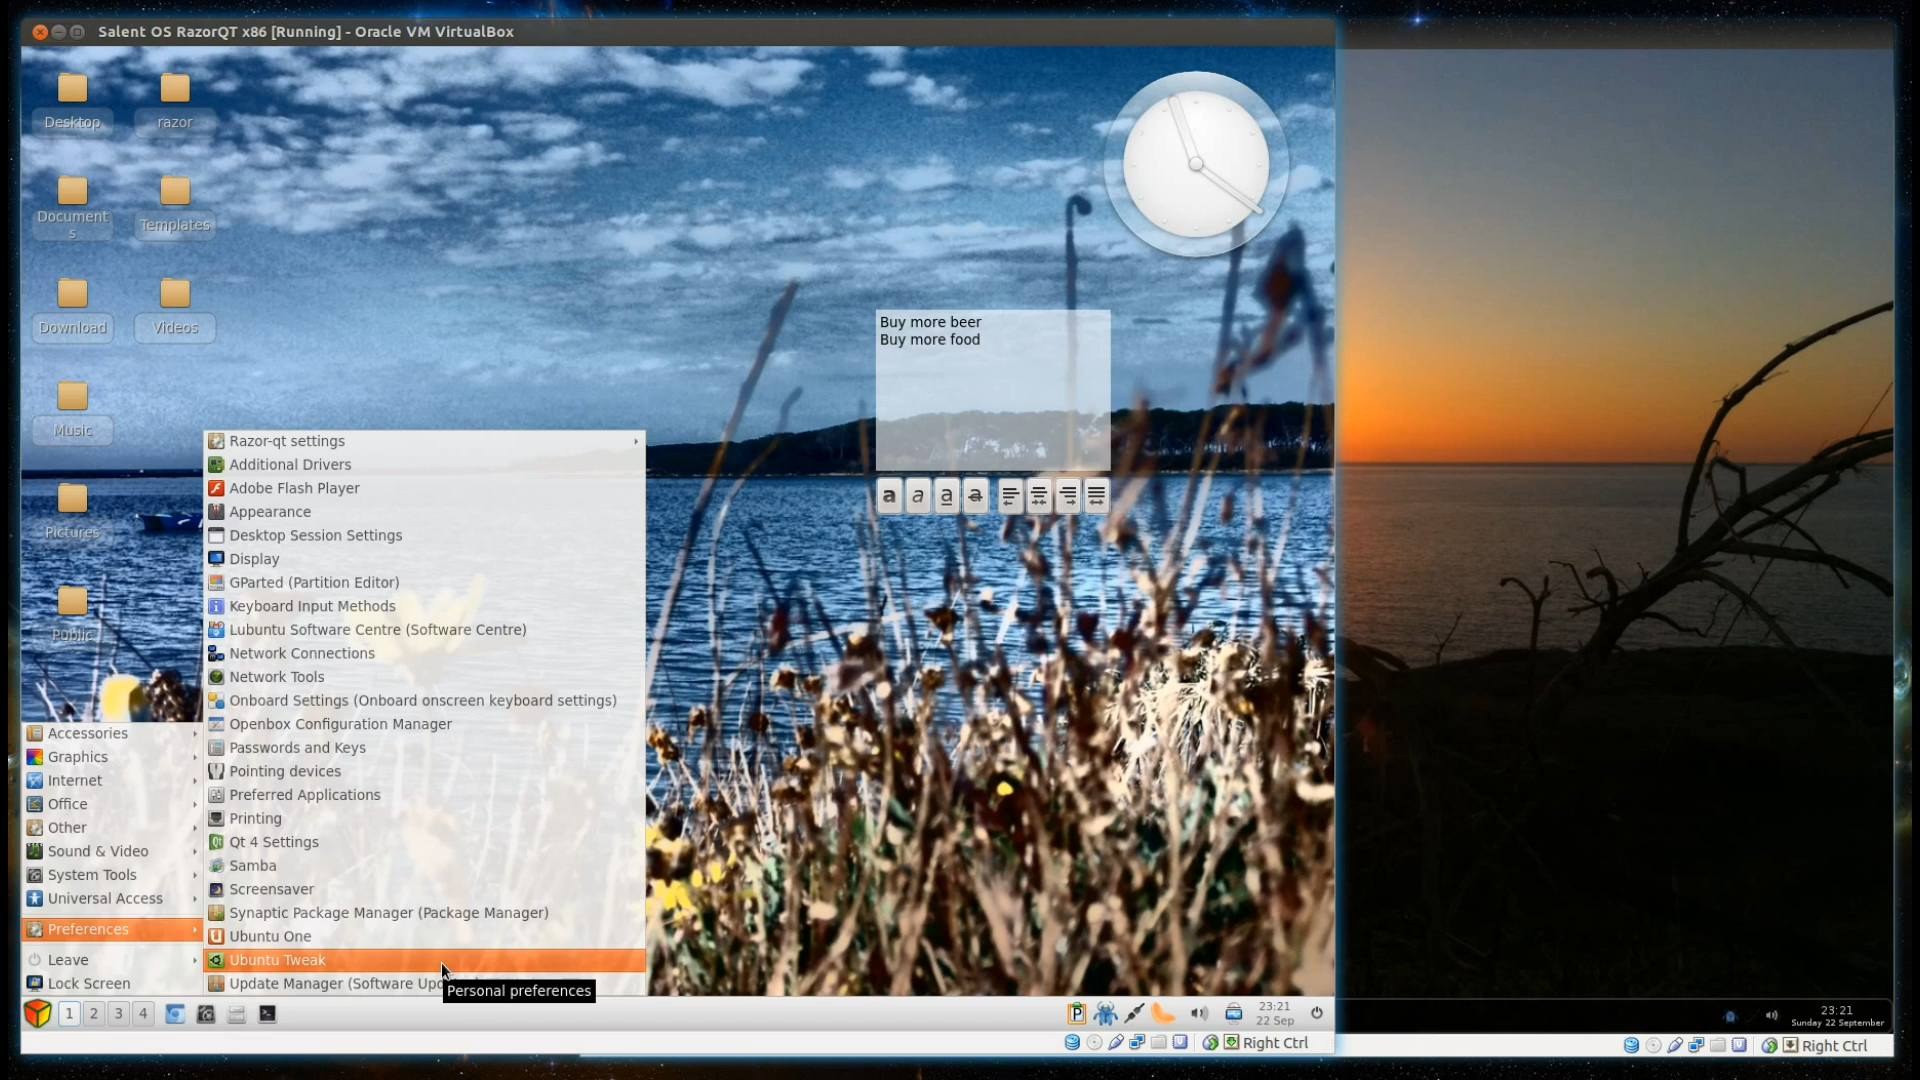 Salent OS RazorQT x86 [Running] - Oracle VM VirtualBox
Desktop
razor
Document
s
Templates
Download
Videos
Music
Pictures
Public
Buy more beer
Buy more food
a a a a
Razor-qt settings
Additional Drivers
Adobe Flash Player
Appearance
Desktop Session Settings
Display
GParted (Partition Editor)
Keyboard Input Methods
Lubuntu Software Centre (Software Centre)
Network Connections
Network Tools
Onboard Settings (Onboard onscreen keyboard settings)
Openbox Configuration Manager
Passwords and Keys
Pointing devices
Preferred Applications
Printing
Qt 4 Settings
Samba
Screensaver
Synaptic Package Manager (Package Manager)
Ubuntu One
Ubuntu Tweak
Update Manager (Software
Personal preferences
Accessories
Graphics
Internet
Office
Other
Sound & Video
System Tools
Universal Access
Preferences
Leave
Lock Screen
1 2 3 4
23:21
22 Sep
Right Ctrl
23:21
Sunday 22 September
Right Ctrl